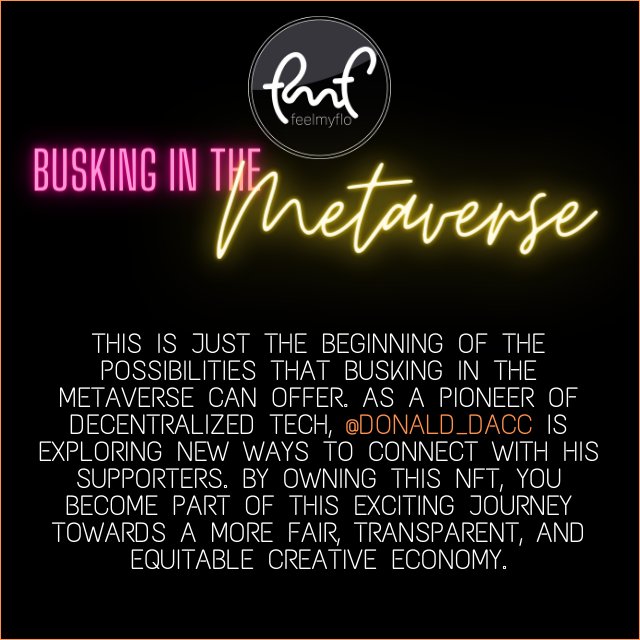 fmf
feelmyflo
BUSKING IN THE
Metaverse
THIS IS JUST THE BEGINNING OF THE
POSSIBILITIES THAT BUSKING IN THE
METAVERSE CAN OFFER. AS A PIONEER OF
DECENTRALIZED TECH, @DONALD_DACC IS
EXPLORING NEW WAYS TO CONNECT WITH HIS
SUPPORTERS. BY OWNING THIS NFT, YOU
BECOME PART OF THIS EXCITING JOURNEY
TOWARDS A MORE FAIR, TRANSPARENT, AND
EQUITABLE CREATIVE ECONOMY.